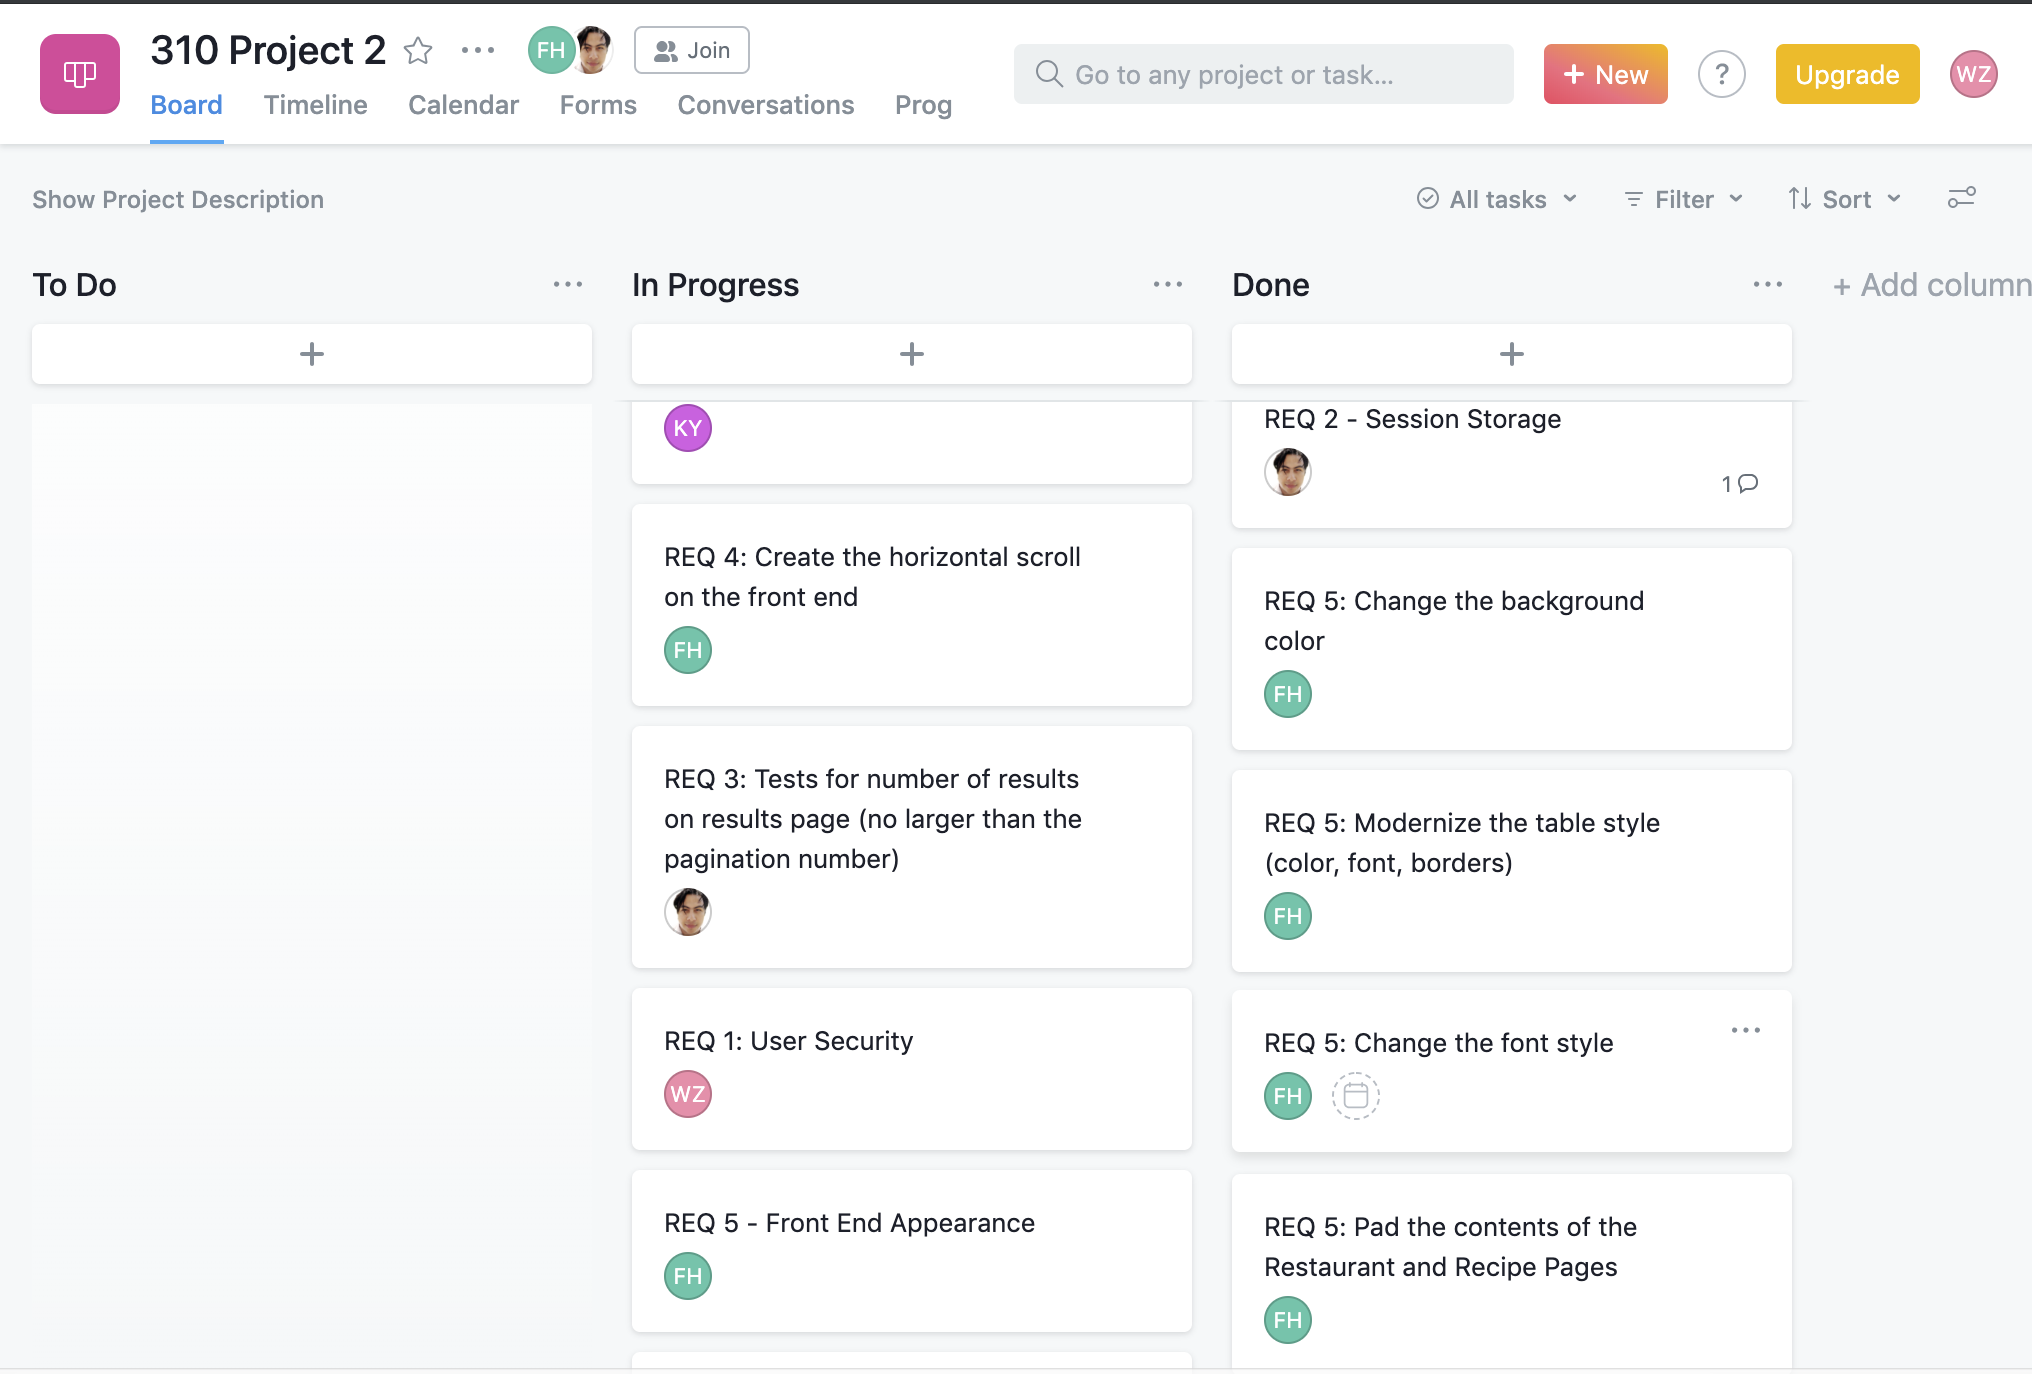 310 Project 2
FH
Join
Go to any project or task...
+ New
?
Upgrade
WZ
Board
Timeline
Calendar
Forms
Conversations
Prog
Show Project Description
All tasks
Filter
Sort
To Do
In Progress
Done
+ Add column
+
+
+
KY
REQ 4: Create the horizontal scroll
on the front end
FH
REQ 3: Tests for number of results
on results page (no larger than the
pagination number)
REQ 1: User Security
WZ
REQ 5 - Front End Appearance
FH
REQ 2 - Session Storage
1
REQ 5: Change the background
color
FH
REQ 5: Modernize the table style
(color, font, borders)
FH
REQ 5: Change the font style
FH
REQ 5: Pad the contents of the
Restaurant and Recipe Pages
FH